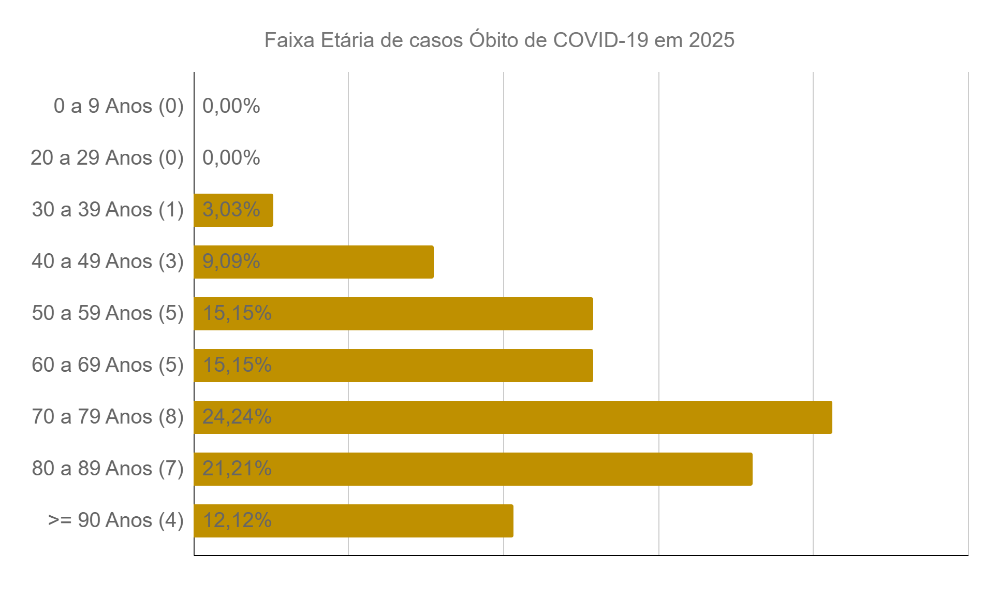 Faixa Etária de casos Óbito de COVID-19 em 2025
0 a 9 Anos (0) 0,00%
20 a 29 Anos (0) 0,00%
30 a 39 Anos (1) 3,03%
40 a 49 Anos (3) 9,09%
50 a 59 Anos (5) 15,15%
60 a 69 Anos (5) 15,15%
70 a 79 Anos (8) 24,24%
80 a 89 Anos (7) 21,21%
>= 90 Anos (4) 12,12%